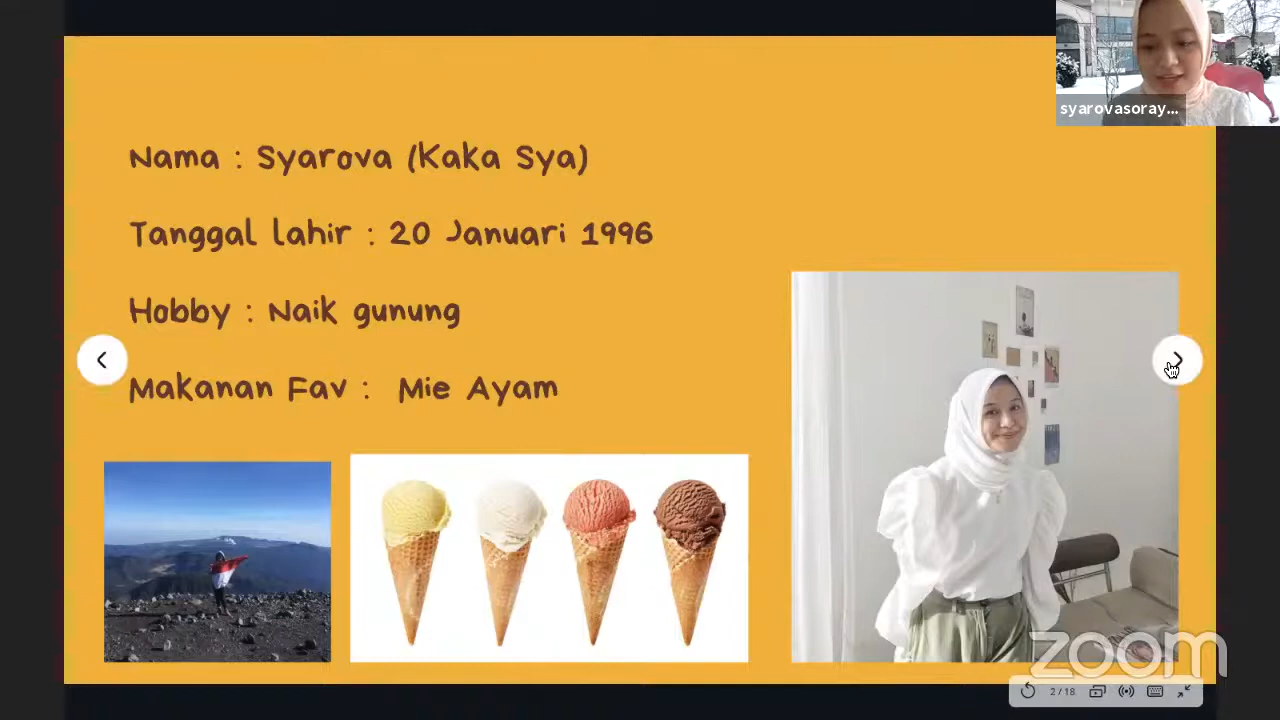 syarovasoray...
Nama : Syarova (Kaka Sya)
Tanggal lahir : 20 Januari 1996
Hobby : Naik gunung
Makanan Fav : Mie Ayam
zoom
2 / 18